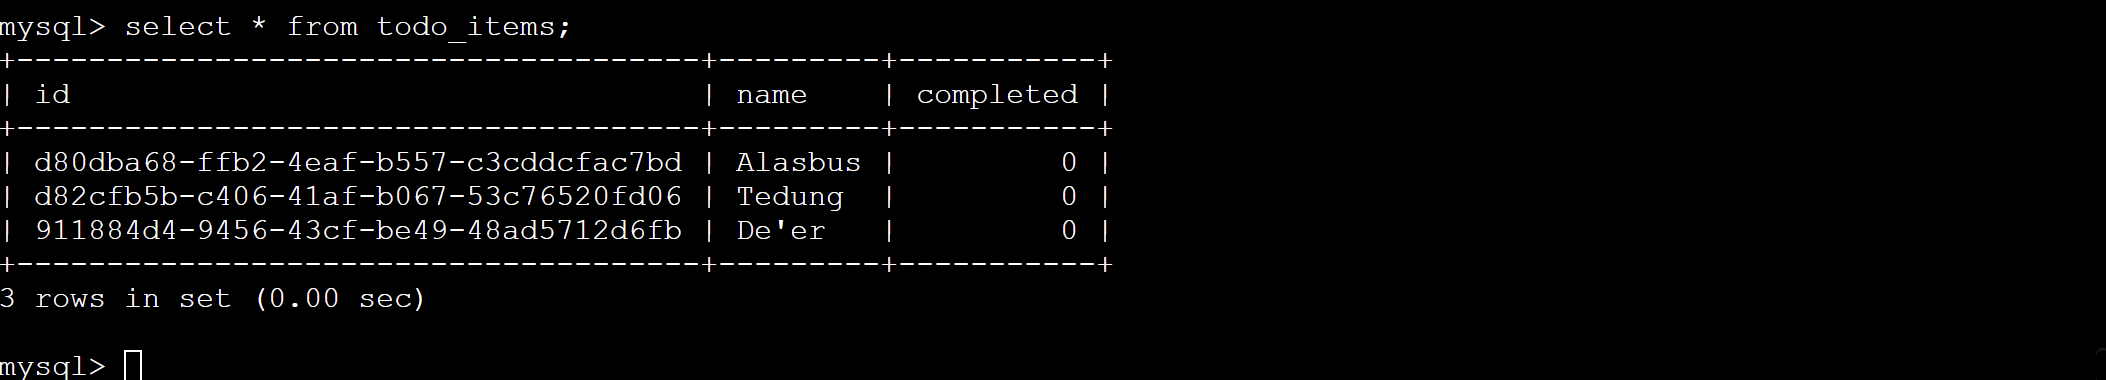 mysql> select * from todo_items;
+--------------------------------------+---------+-----------+
| id                                   | name    | completed |
+--------------------------------------+---------+-----------+
| d80dba68-ffb2-4eaf-b557-c3cddcfac7bd | Alasbus |         0 |
| d82cfb5b-c406-41af-b067-53c76520fd06 | Tedung  |         0 |
| 911884d4-9456-43cf-be49-48ad5712d6fb | De'er   |         0 |
+--------------------------------------+---------+-----------+
3 rows in set (0.00 sec)
mysql>